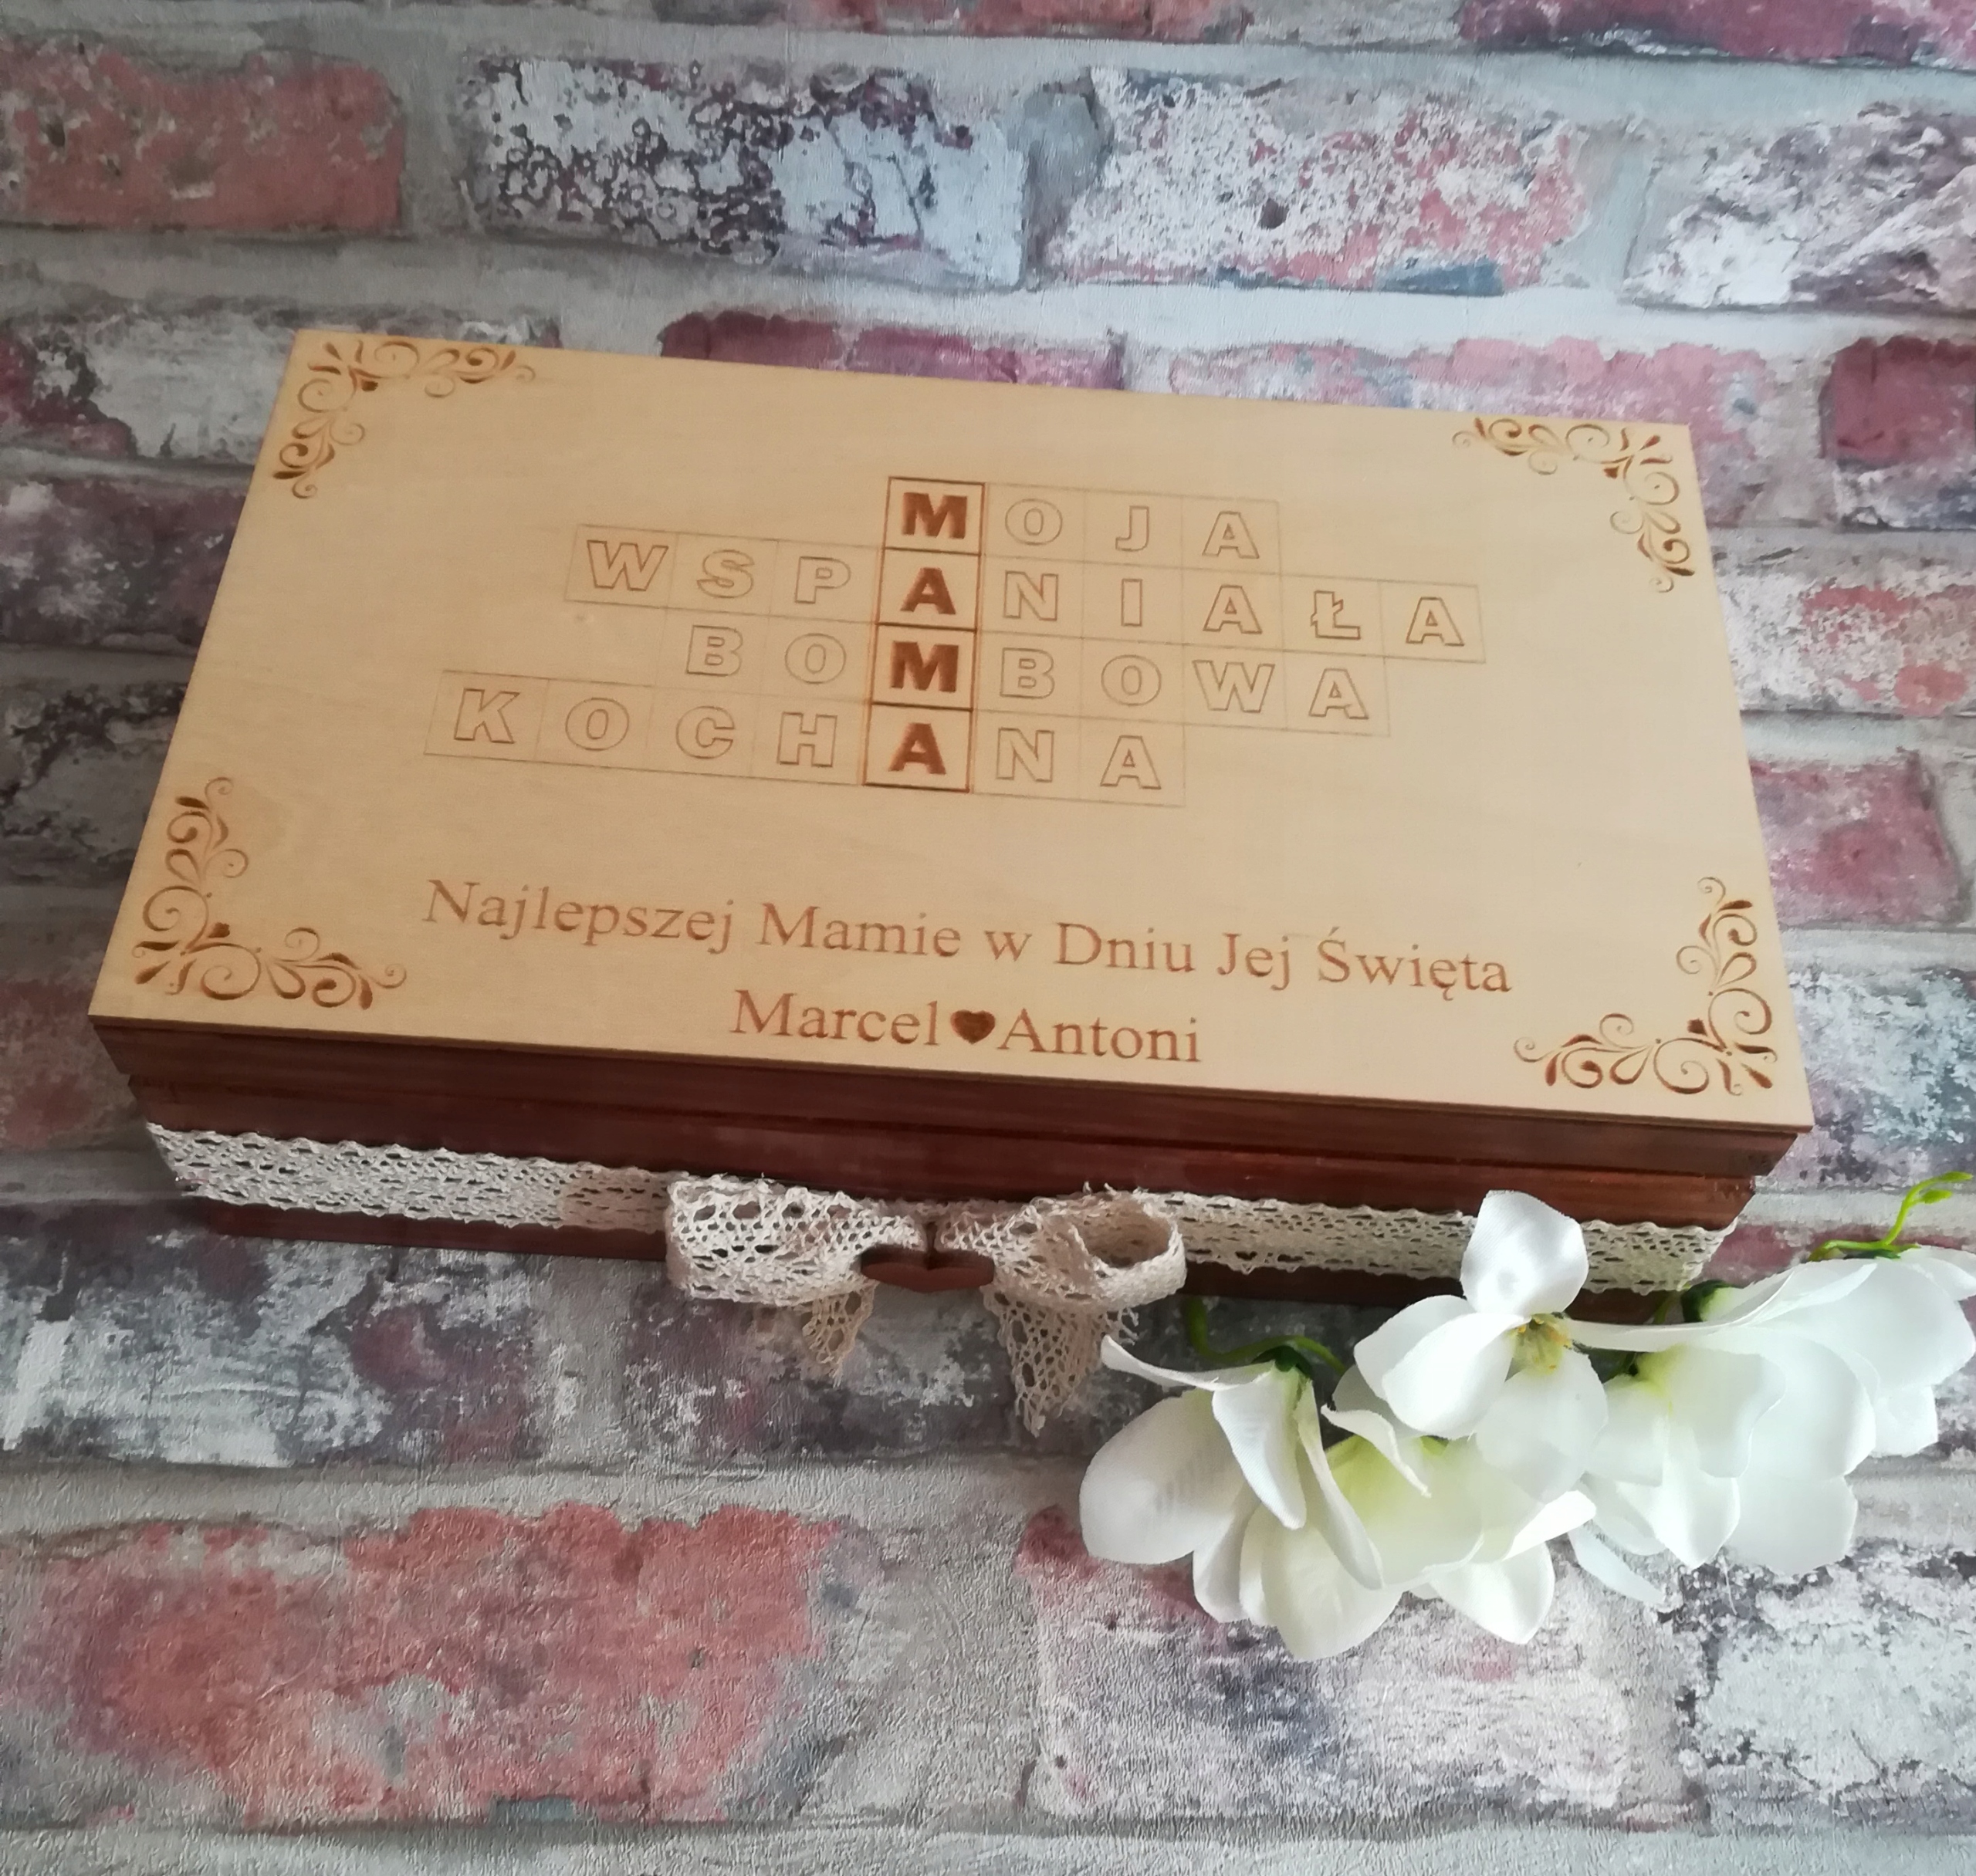 MOJA
WSPANIAŁA
BOMBOWA
KOCHANA
Najlepszej Mamie w Dniu Jej Święta
Marcel♥Antoni